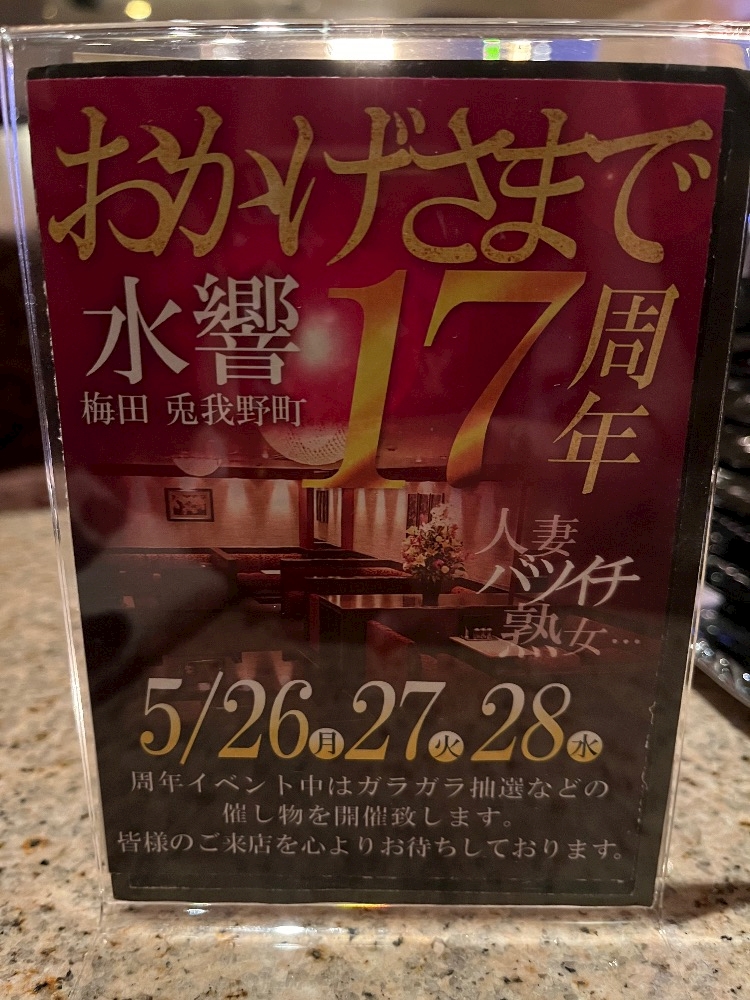 おかげさまで
水響
17周年
梅田 兎我野町
人妻
バツイチ
熟女…
5/26月27火28水
周年イベント中はガラガラ抽選などの
催し物を開催致します。
皆様のご来店を心よりお待ちしております。